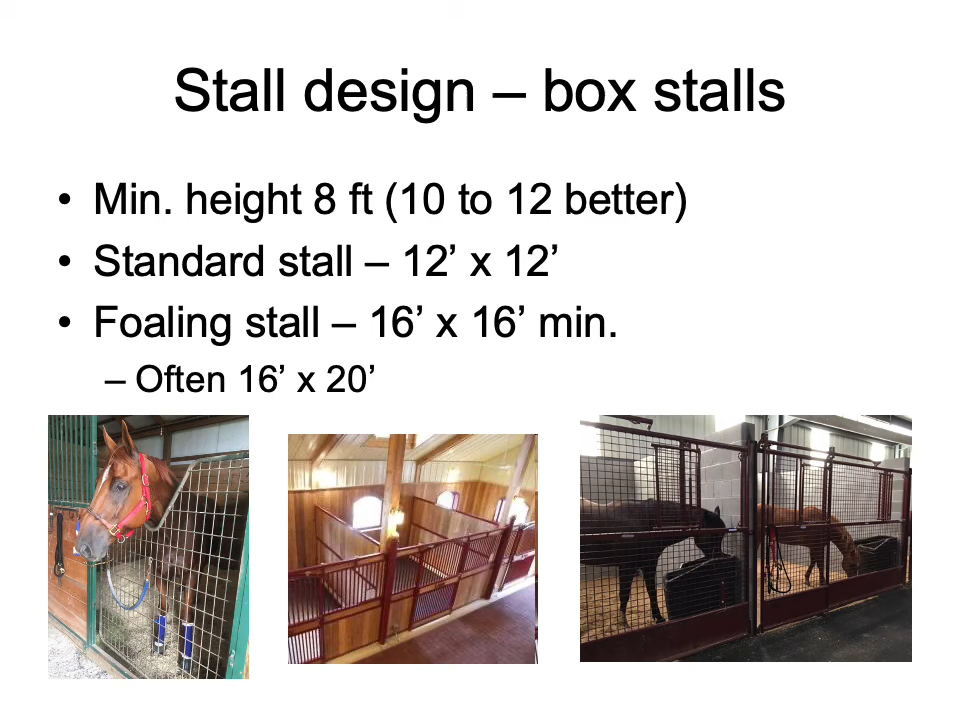 Stall design – box stalls
• Min. height 8 ft (10 to 12 better)
• Standard stall – 12’ x 12’
• Foaling stall – 16’ x 16’ min.
– Often 16’ x 20’